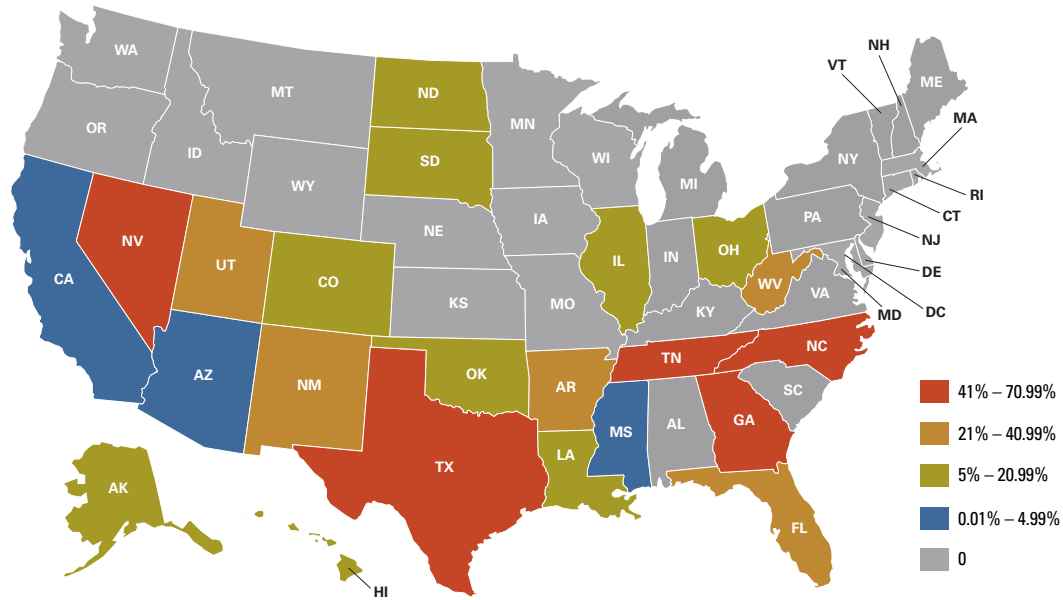 WA
MT
ND
MN
OR
ID
SD
WI
MI
WY
NH
VT
ME
MA
NY
RI
CT
PA
NJ
DE
DC
MD
NE
IA
NV
UT
CO
CA
IL
IN
OH
WV
VA
KS
MO
KY
AZ
NM
OK
AR
TN
NC
SC
MS
AL
GA
TX
LA
FL
AK
HI
41% – 70.99%
21% – 40.99%
5% – 20.99%
0.01% – 4.99%
0